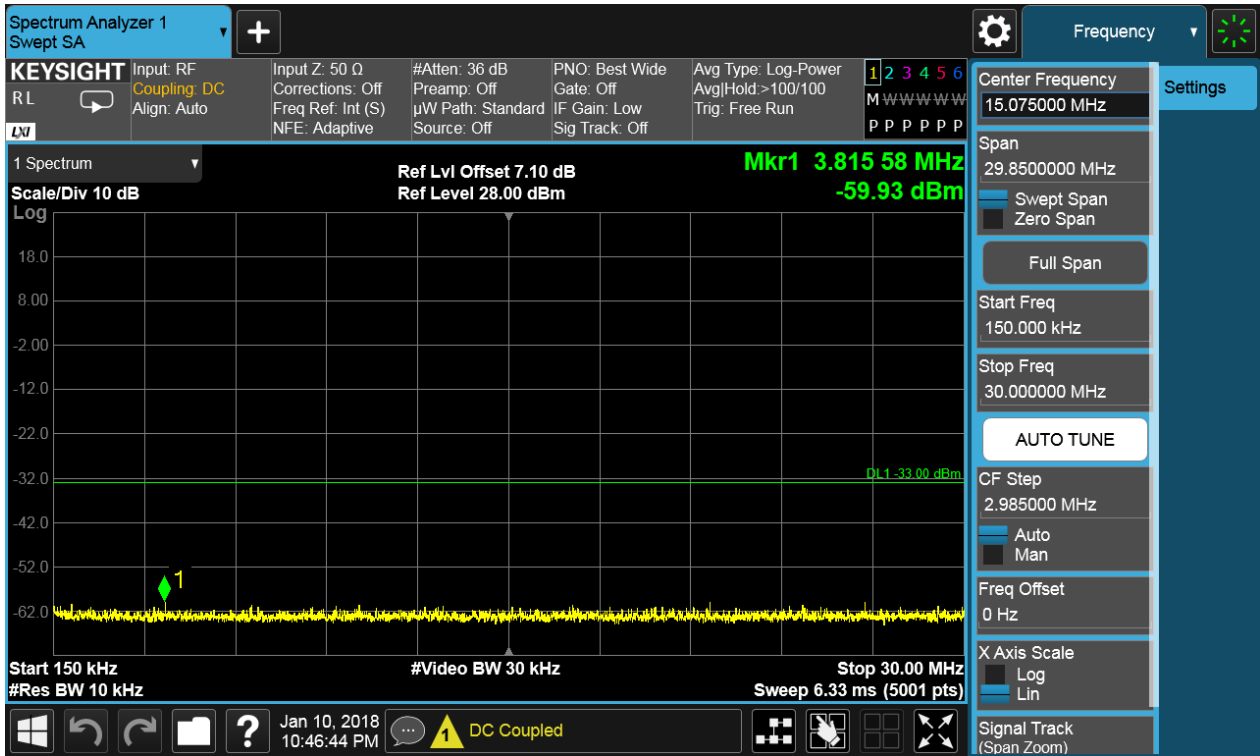 Spectrum Analyzer 1
Swept SA
+
Frequency
KEYSIGHT
R L
LXI
Input: RF
Coupling: DC
Align: Auto
Input Z: 50 Ω
Corrections: Off
Freq Ref: Int (S)
NFE: Adaptive
#Atten: 36 dB
Preamp: Off
µW Path: Standard
Source: Off
PNO: Best Wide
Gate: Off
IF Gain: Low
Sig Track: Off
Avg Type: Log-Power
Avg|Hold:>100/100
Trig: Free Run
1 2 3 4 5 6
M W W W W W
P P P P P P
1 Spectrum
Scale/Div 10 dB
Log
Ref Lvl Offset 7.10 dB
Ref Level 28.00 dBm
Mkr1 3.815 58 MHz
-59.93 dBm
18.0
8.00
-2.00
-12.0
-22.0
-32.0
DL1 -33.00 dBm
-42.0
-52.0
1
-62.0
Start 150 kHz
#Res BW 10 kHz
#Video BW 30 kHz
Stop 30.00 MHz
Sweep 6.33 ms (5001 pts)
Center Frequency
15.075000 MHz
Span
29.8500000 MHz
Swept Span
Zero Span
Full Span
Start Freq
150.000 kHz
Stop Freq
30.000000 MHz
AUTO TUNE
CF Step
2.985000 MHz
Auto
Man
Freq Offset
0 Hz
X Axis Scale
Log
Lin
Signal Track
(Span Zoom)
Settings
?
Jan 10, 2018
10:46:44 PM
1
DC Coupled